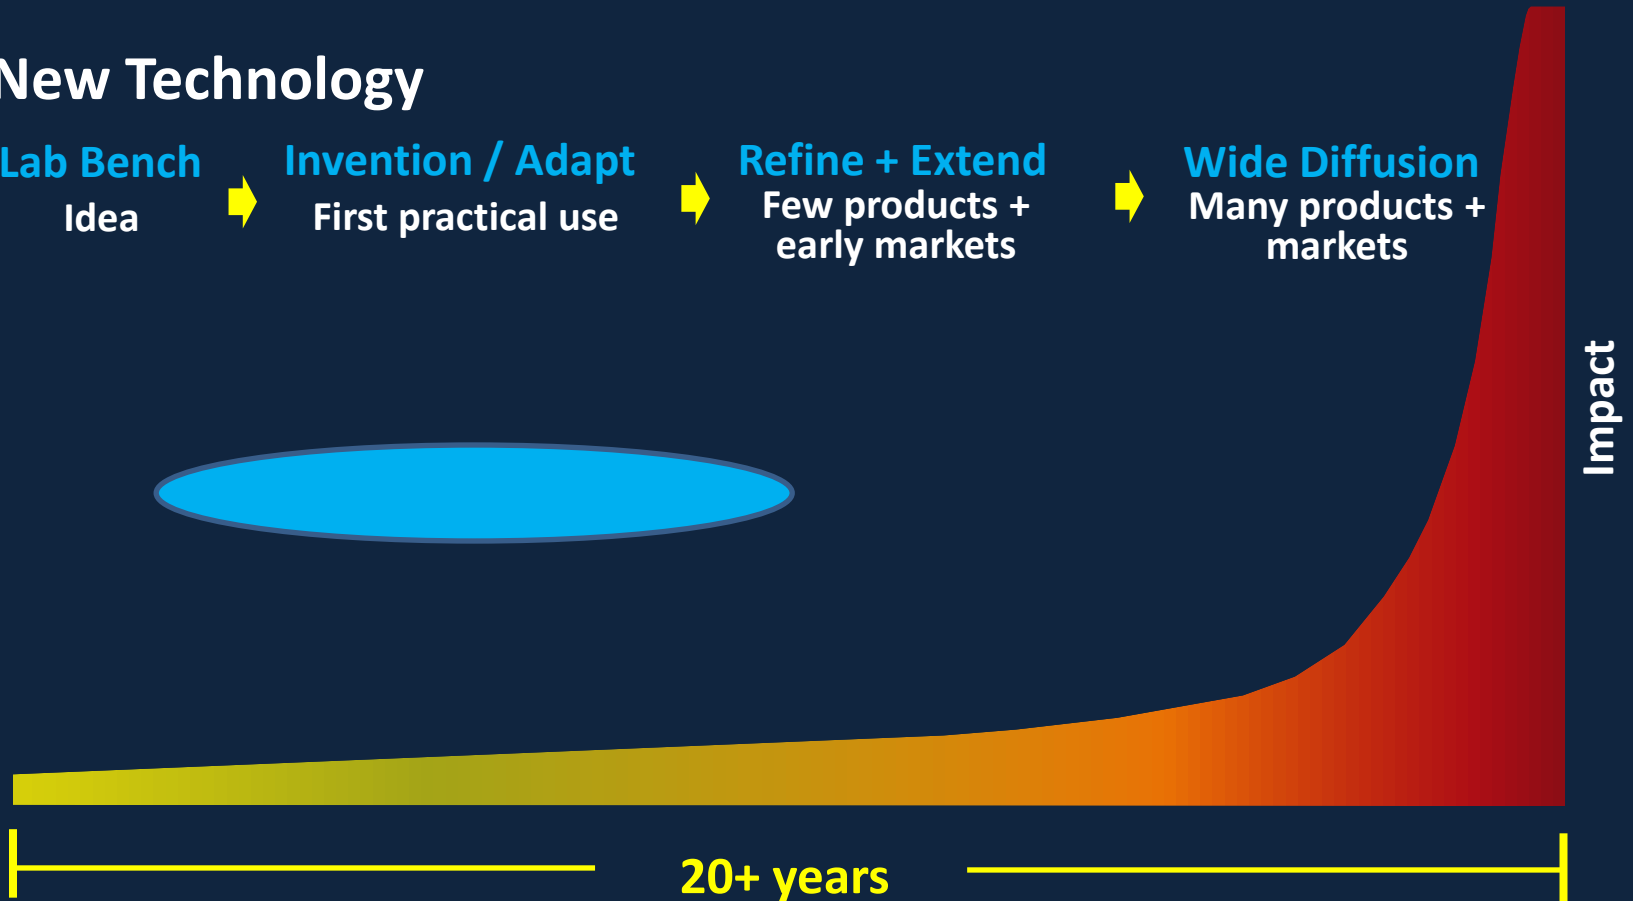 New Technology
Lab Bench
Idea
Invention / Adapt
First practical use
Refine + Extend
Few products +
early markets
Wide Diffusion
Many products +
markets
Impact
20+ years